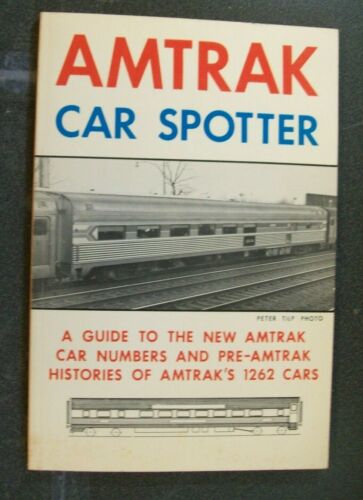 AMTRAK
CAR SPOTTER
PETER TILP PHOTO
A GUIDE TO THE NEW AMTRAK
CAR NUMBERS AND PRE-AMTRAK
HISTORIES OF AMTRAK'S 1262 CARS